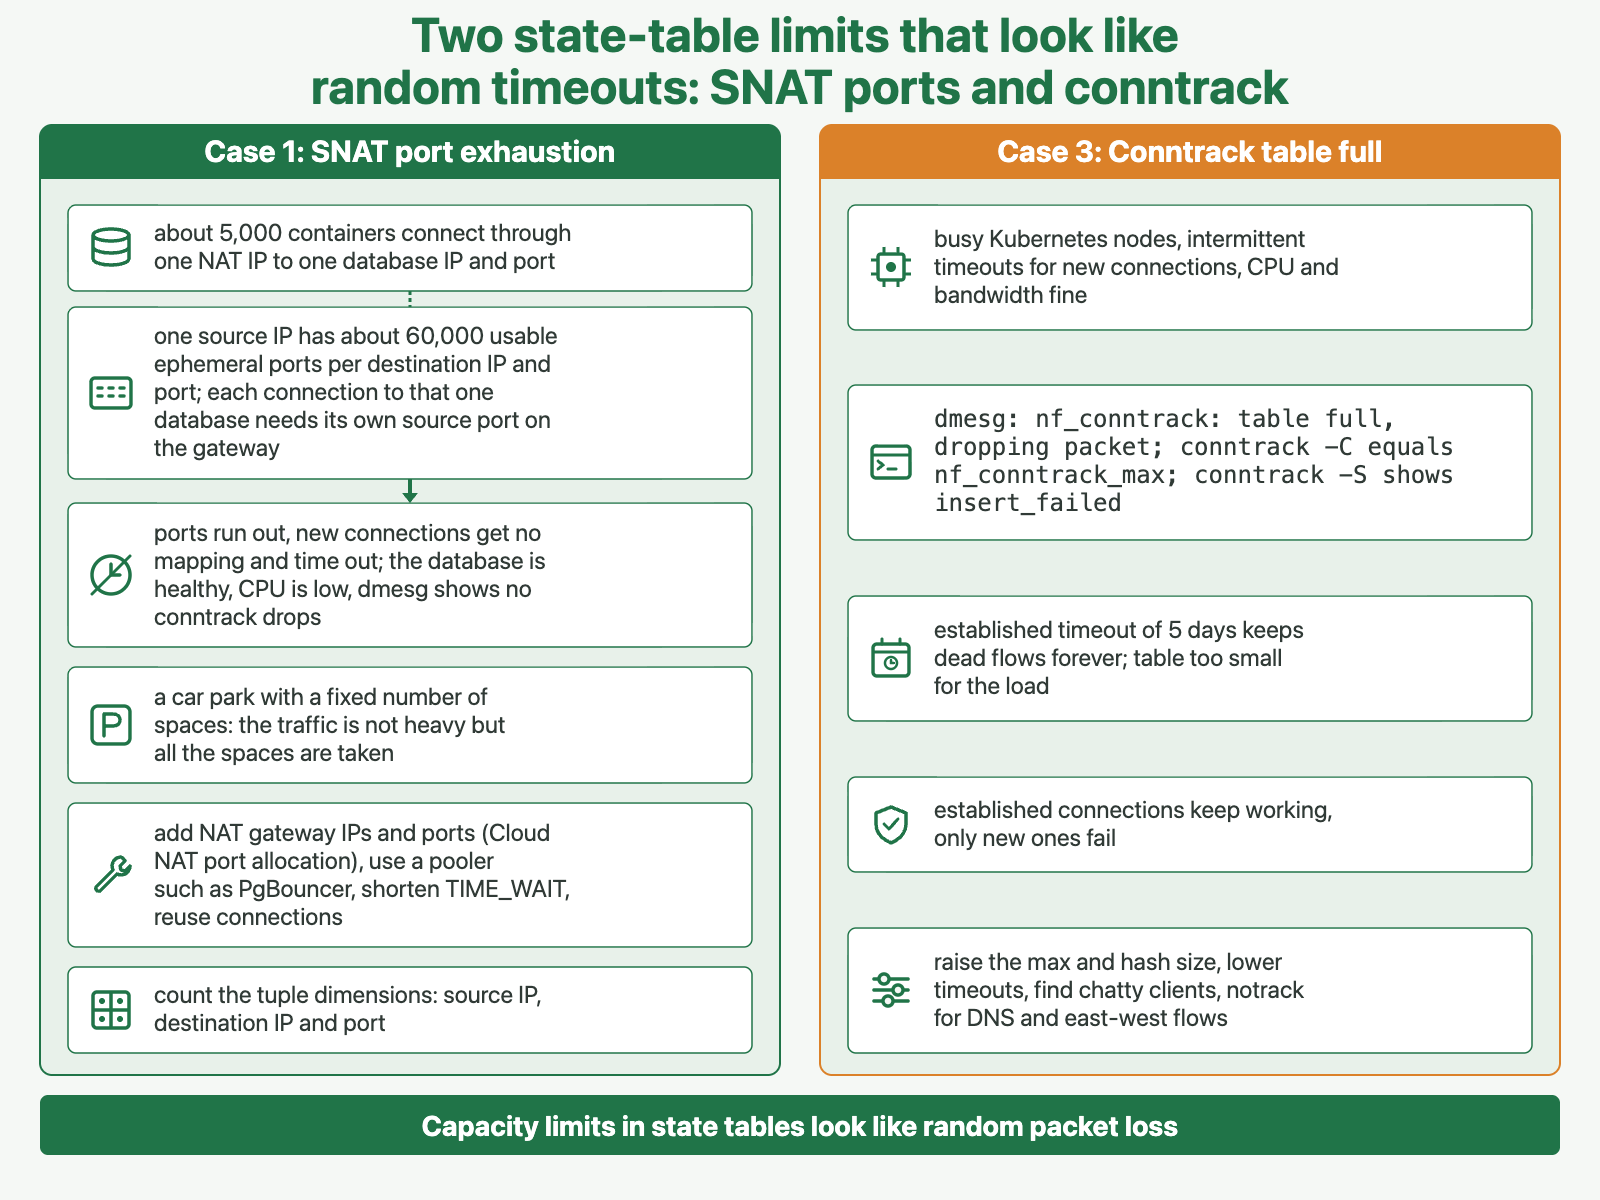 Two state-table limits that look like
random timeouts: SNAT ports and conntrack
Case 1: SNAT port exhaustion
about 5,000 containers connect through
one NAT IP to one database IP and port
one source IP has about 60,000 usable
ephemeral ports per destination IP and
port; each connection to that one
database needs its own source port on
the gateway
ports run out, new connections get no
mapping and time out; the database is
healthy, CPU is low, dmesg shows no
conntrack drops
P
a car park with a fixed number of
spaces: the traffic is not heavy but
all the spaces are taken
add NAT gateway IPs and ports (Cloud
NAT port allocation), use a pooler
such as PgBouncer, shorten TIME_WAIT,
reuse connections
count the tuple dimensions: source IP,
destination IP and port
Case 3: Conntrack table full
busy Kubernetes nodes, intermittent
timeouts for new connections, CPU and
bandwidth fine
dmesg: nf_conntrack: table full,
dropping packet; conntrack -C equals
nf_conntrack_max; conntrack -S shows
insert_failed
established timeout of 5 days keeps
dead flows forever; table too small
for the load
established connections keep working,
only new ones fail
raise the max and hash size, lower
timeouts, find chatty clients, notrack
for DNS and east-west flows
Capacity limits in state tables look like random packet loss